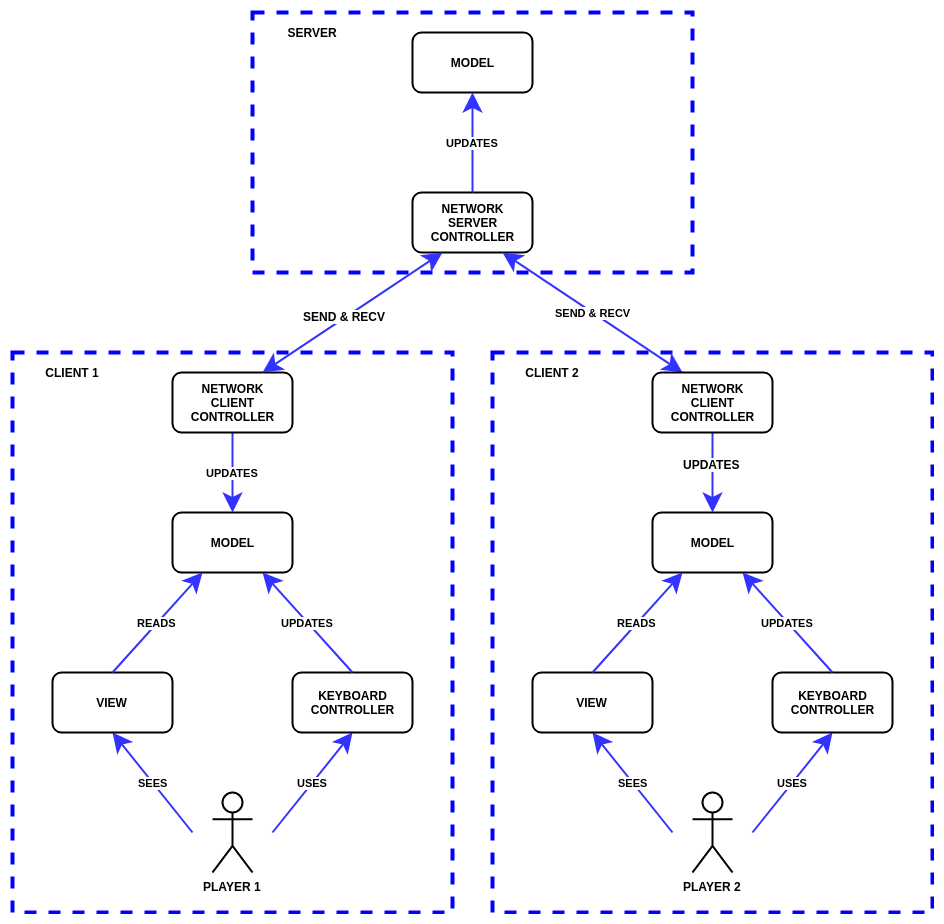 SERVER
MODEL
UPDATES
NETWORK
SERVER
CONTROLLER
SEND & RECV
SEND & RECV
CLIENT 1
NETWORK
CLIENT
CONTROLLER
UPDATES
MODEL
READS
UPDATES
VIEW
KEYBOARD
CONTROLLER
SEES
USES
PLAYER 1
CLIENT 2
NETWORK
CLIENT
CONTROLLER
UPDATES
MODEL
READS
UPDATES
VIEW
KEYBOARD
CONTROLLER
SEES
USES
PLAYER 2